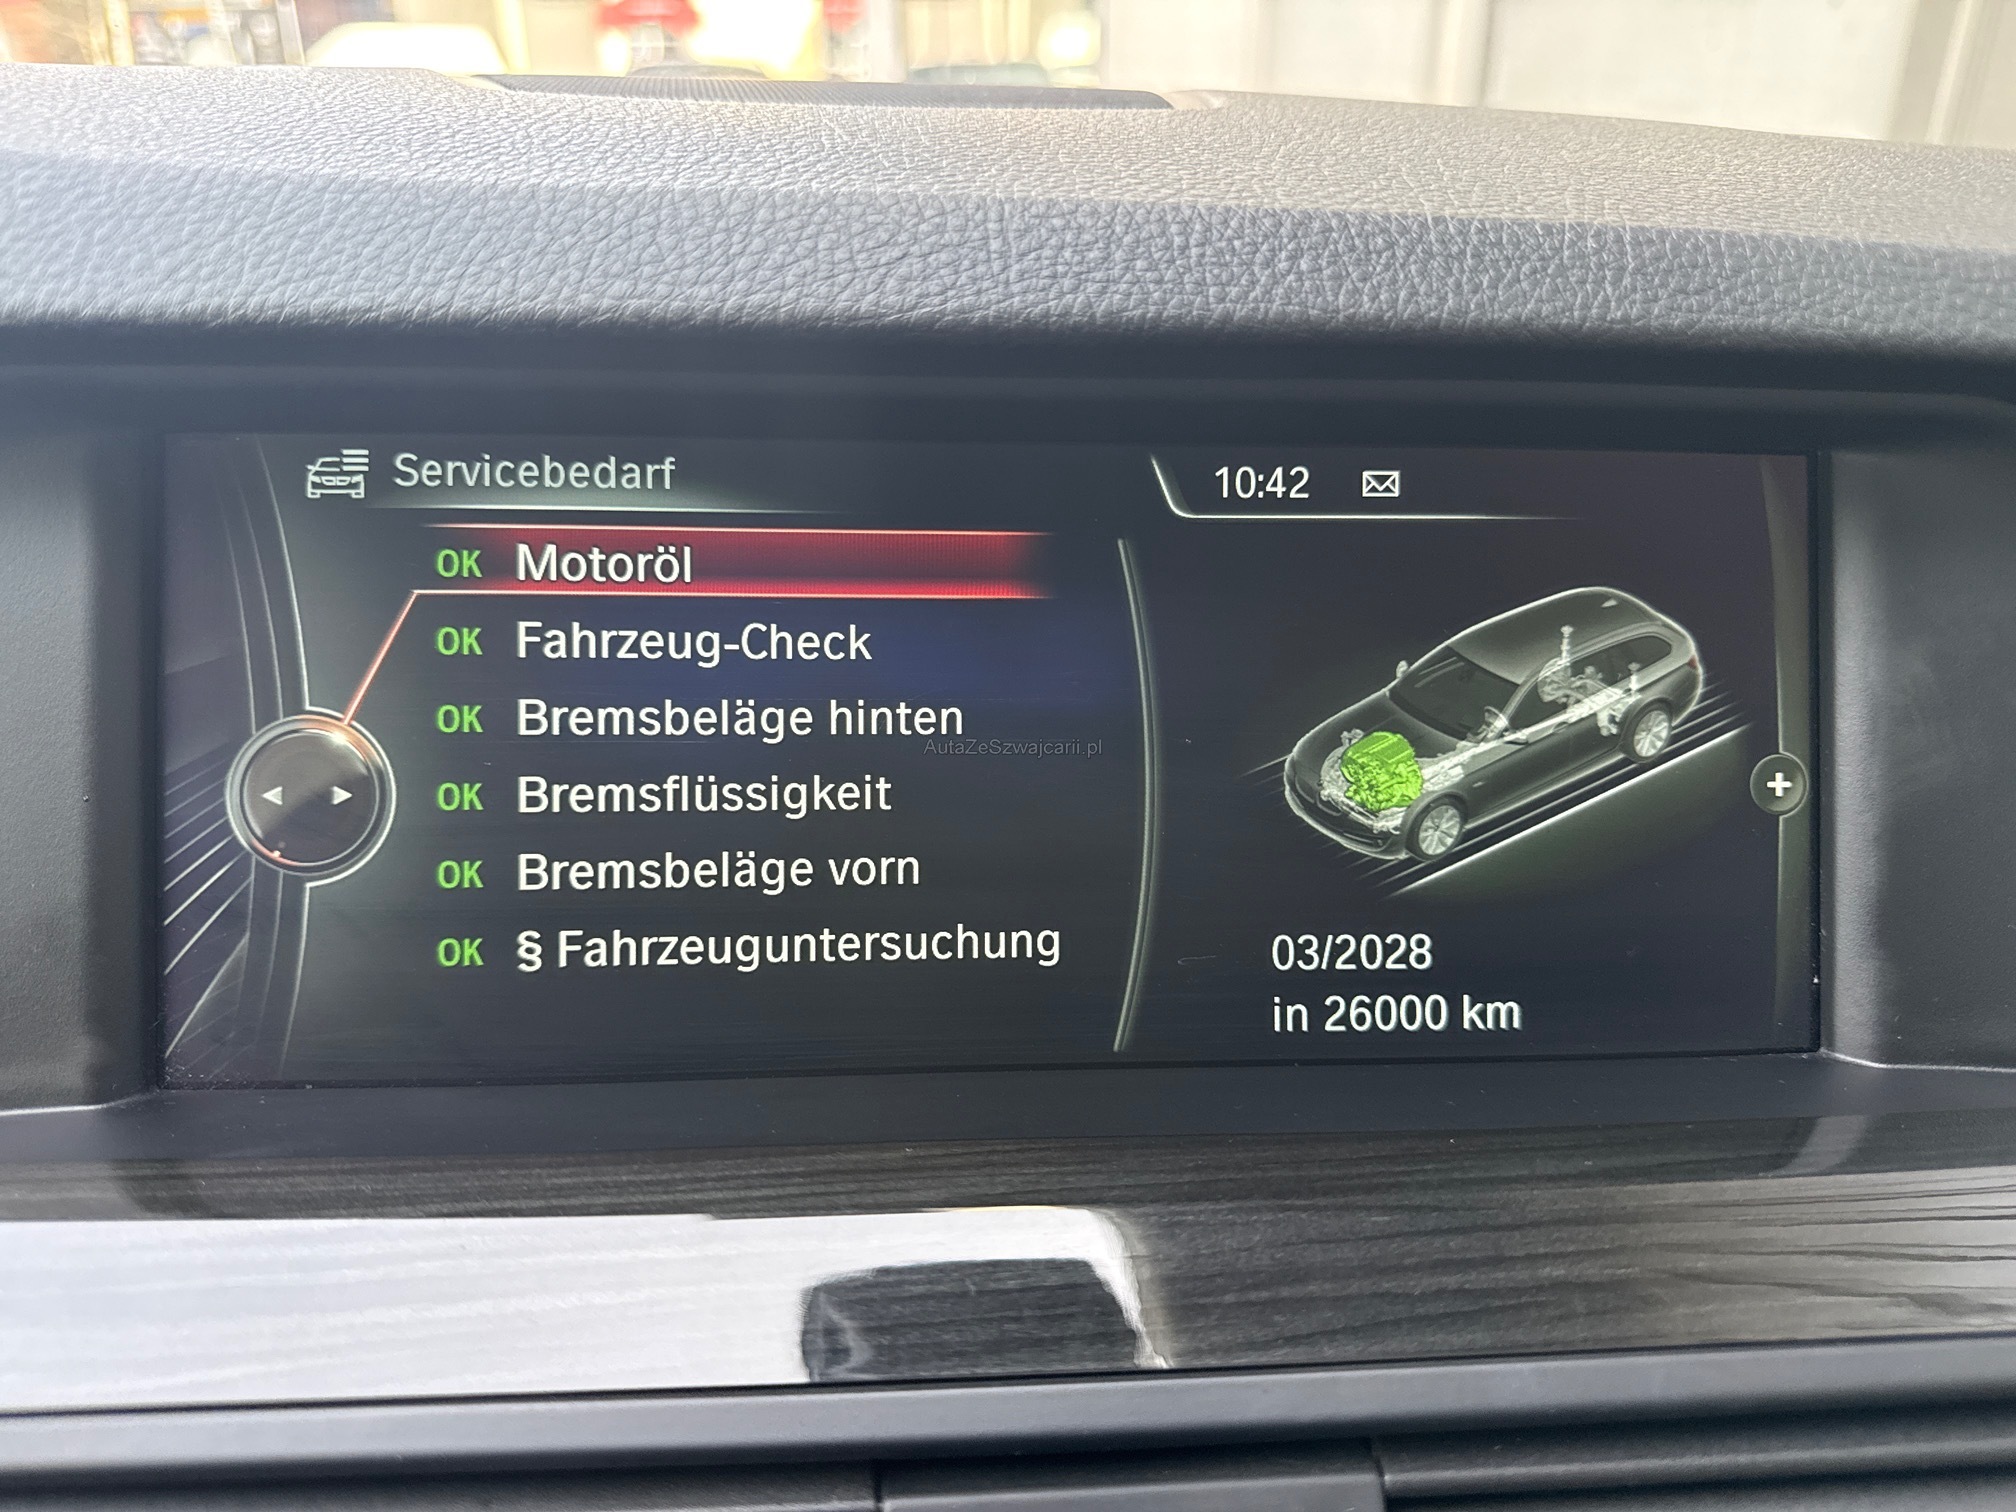 Servicebedarf
10:42
OK Motoröl
OK Fahrzeug-Check
OK Bremsbeläge hinten
AutaZeSzwajcarii.pl
OK Bremsflüssigkeit
OK Bremsbeläge vorn
OK § Fahrzeuguntersuchung
03/2028
in 26000 km